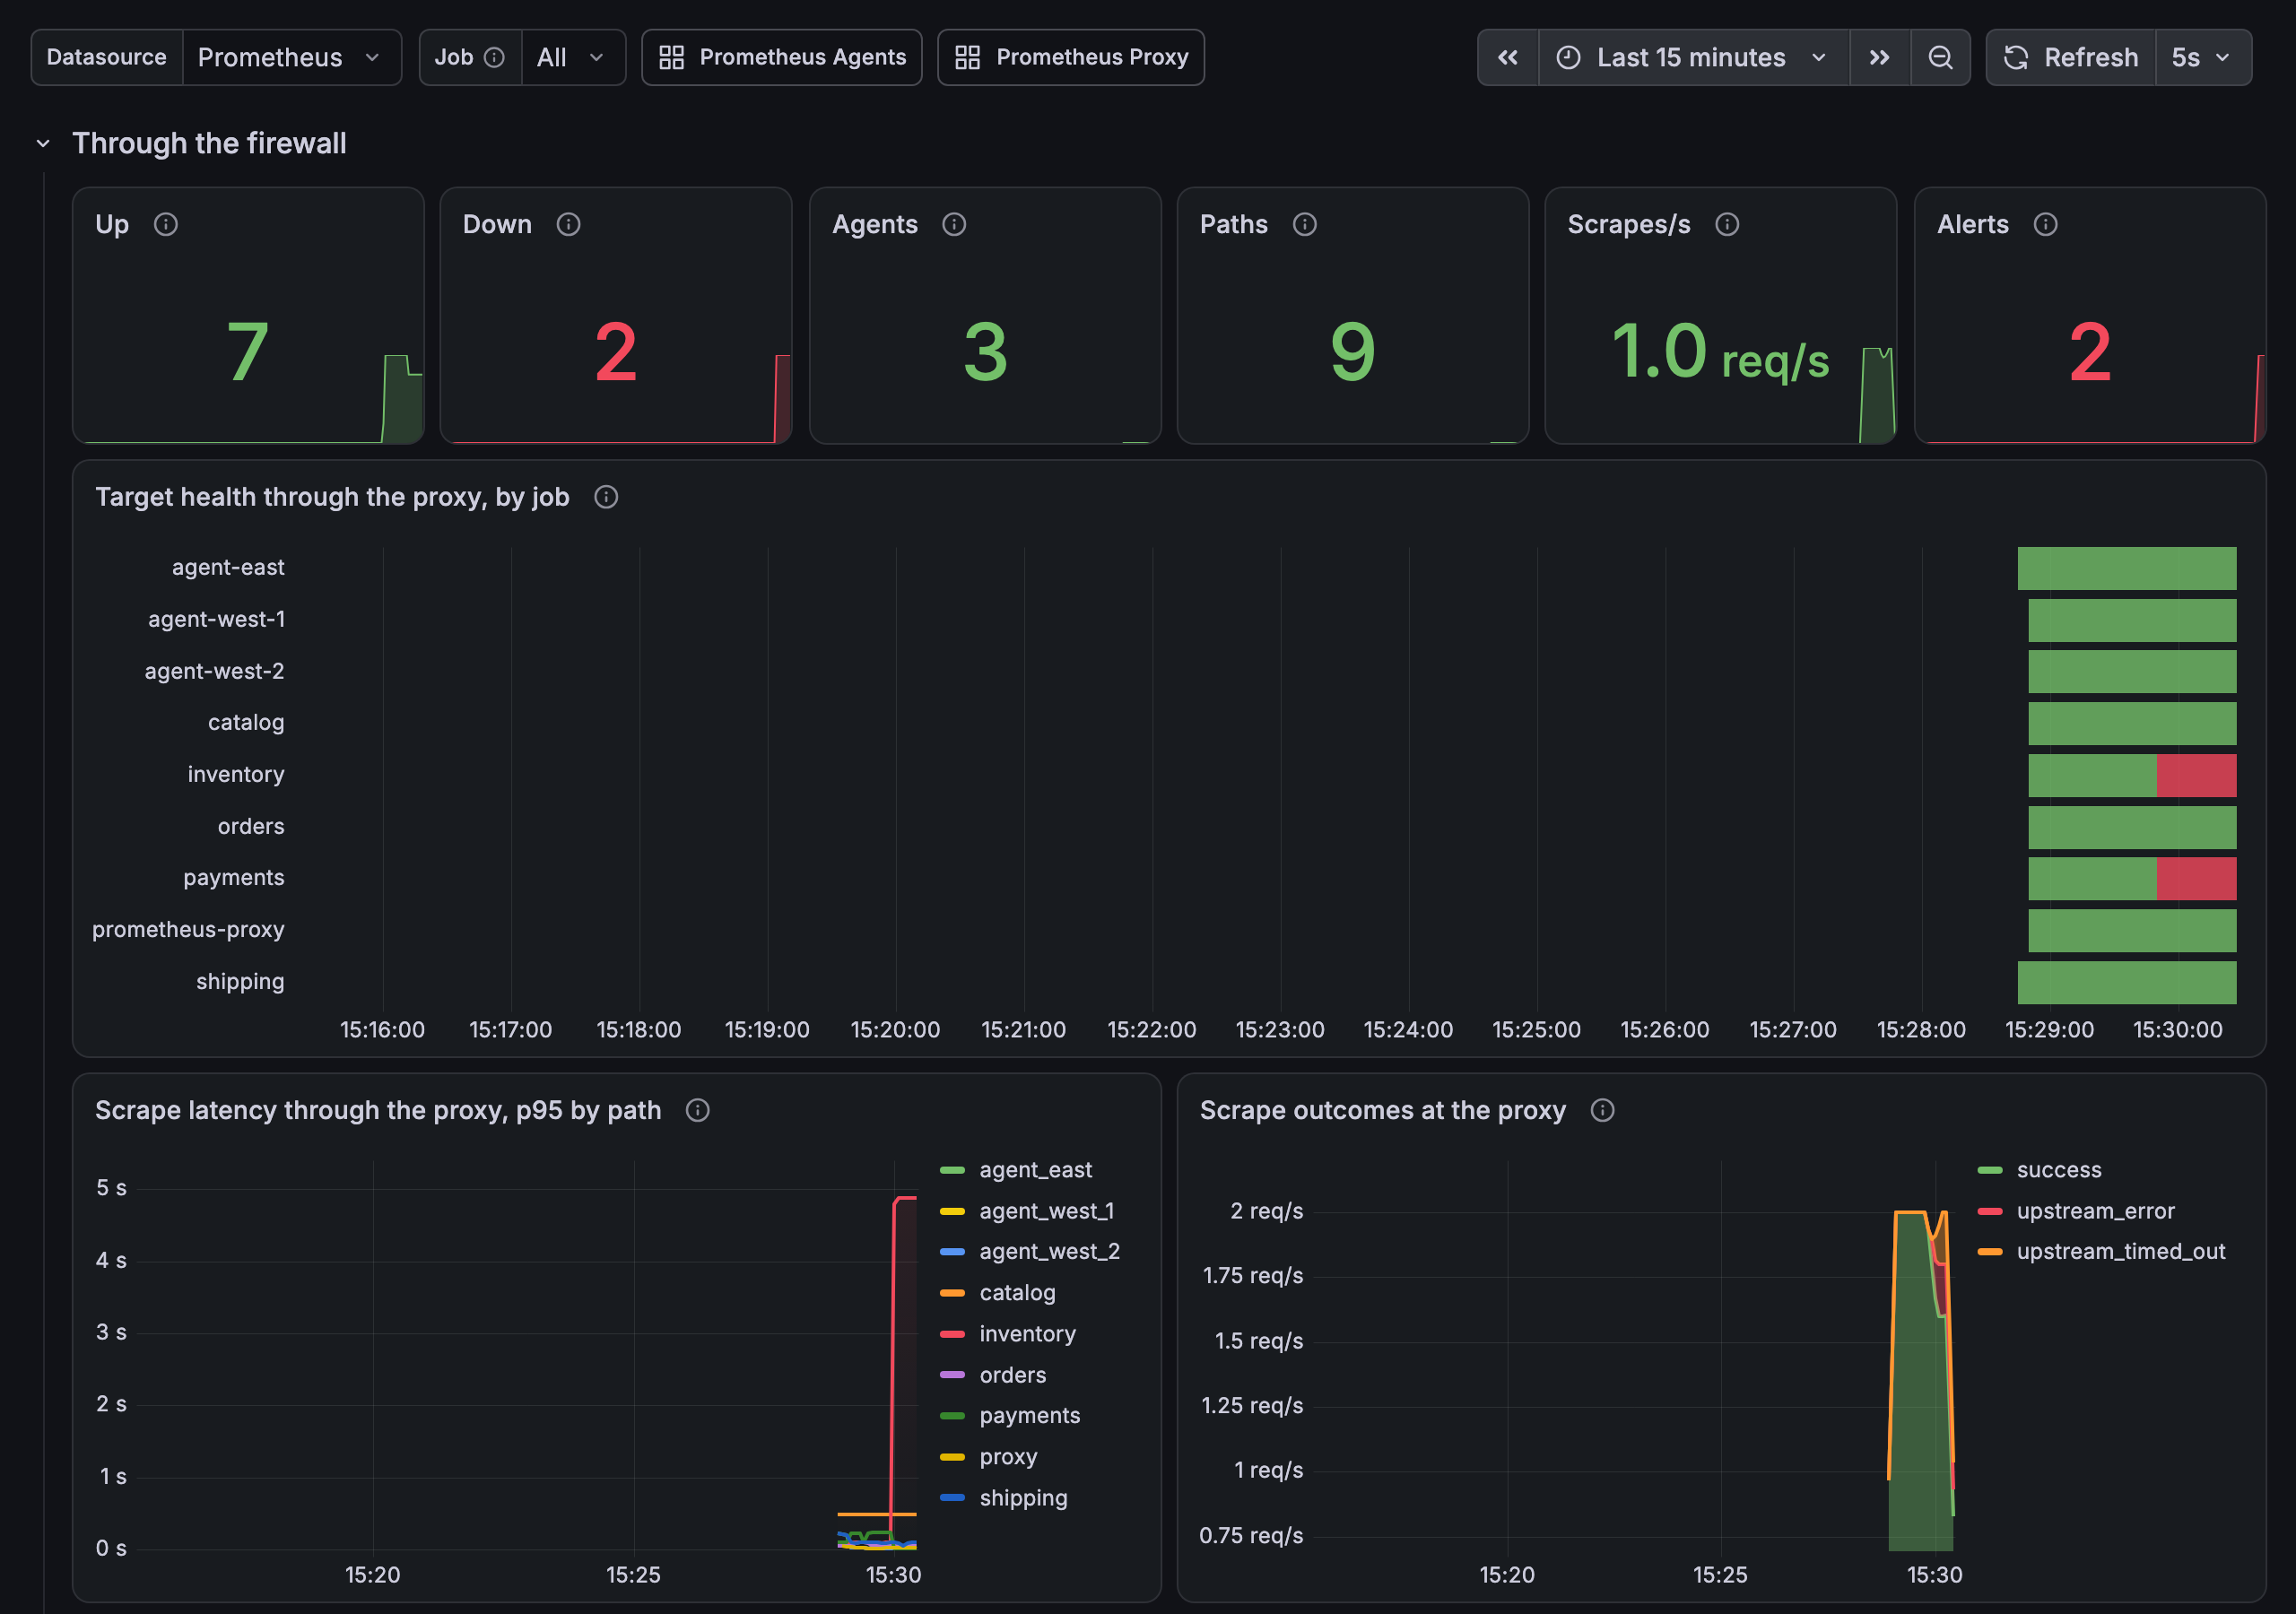 Datasource Prometheus Job All Prometheus Agents Prometheus Proxy Last 15 minutes Refresh 5s
Through the firewall
Up Down Agents Paths Scrapes/s Alerts
7 2 3 9 1.0 req/s 2
Target health through the proxy, by job
agent-east
agent-west-1
agent-west-2
catalog
inventory
orders
payments
prometheus-proxy
shipping
15:16:00 15:17:00 15:18:00 15:19:00 15:20:00 15:21:00 15:22:00 15:23:00 15:24:00 15:25:00 15:26:00 15:27:00 15:28:00 15:29:00 15:30:00
Scrape latency through the proxy, p95 by path
5 s
4 s
3 s
2 s
1 s
0 s
15:20 15:25 15:30
agent_east
agent_west_1
agent_west_2
catalog
inventory
orders
payments
proxy
shipping
Scrape outcomes at the proxy
2 req/s
1.75 req/s
1.5 req/s
1.25 req/s
1 req/s
0.75 req/s
15:20 15:25 15:30
success
upstream_error
upstream_timed_out